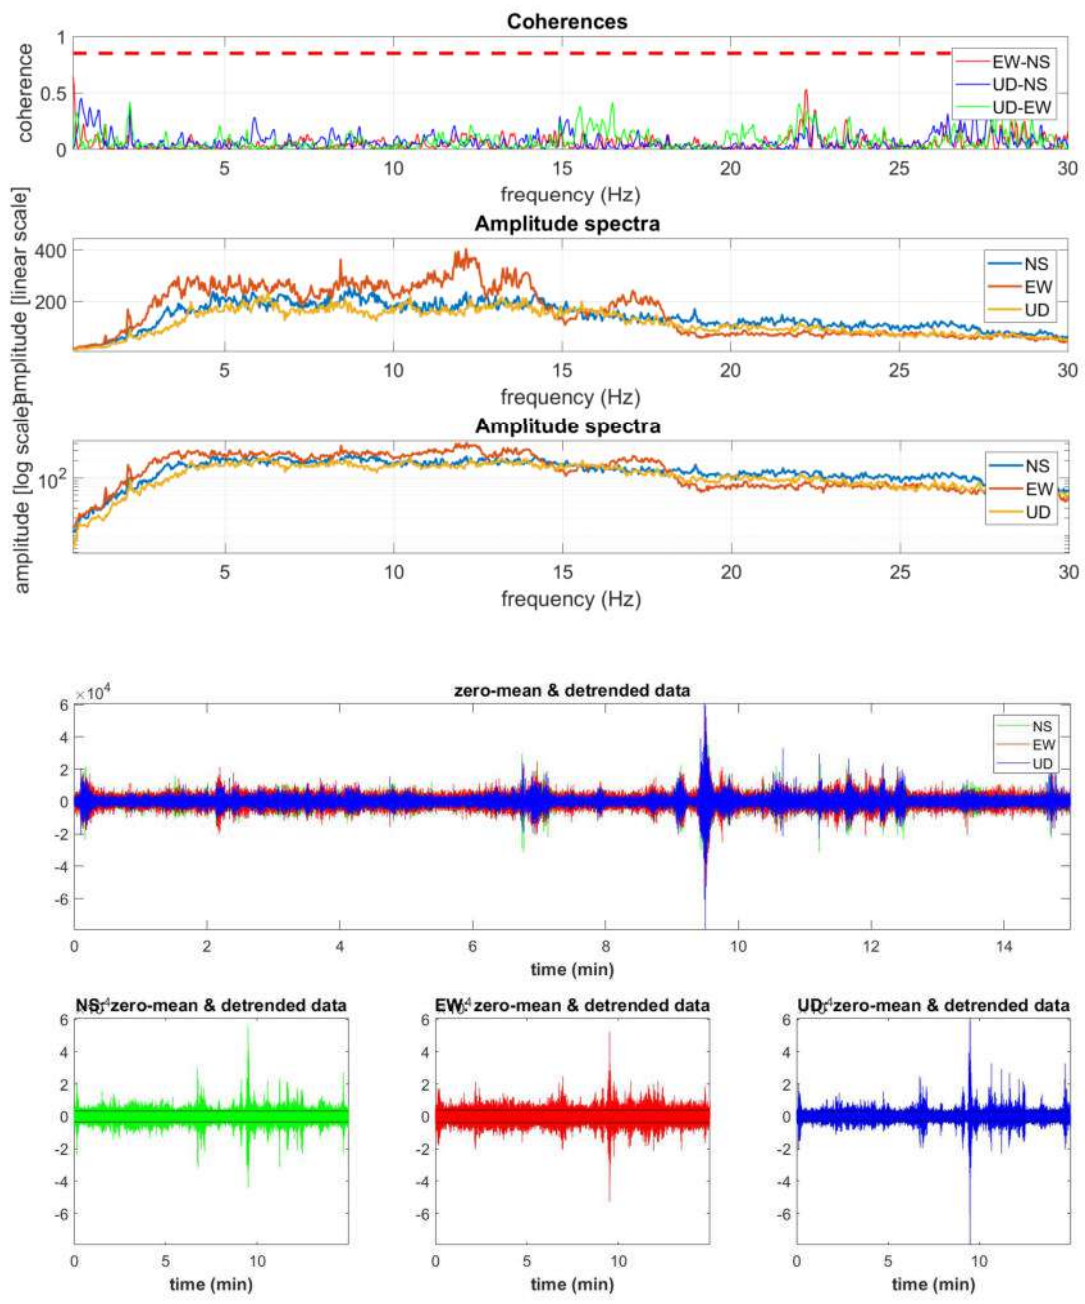 Coherences
coherence
1
0.5
0
EW-NS
UD-NS
UD-EW
5 10 15 20 25 30
frequency (Hz)
Amplitude spectra
amplitude [linear scale]
400
200
NS
EW
UD
5 10 15 20 25 30
frequency (Hz)
Amplitude spectra
amplitude [log scale]
10²
NS
EW
UD
5 10 15 20 25 30
frequency (Hz)
zero-mean & detrended data
×10⁴
6
4
2
0
-2
-4
-6
NS
EW
UD
0 2 4 6 8 10 12 14
time (min)
NS: zero-mean & detrended data
6
4
2
0
-2
-4
-6
0 5 10
time (min)
EW: zero-mean & detrended data
6
4
2
0
-2
-4
-6
0 5 10
time (min)
UD: zero-mean & detrended data
6
4
2
0
-2
-4
-6
0 5 10
time (min)